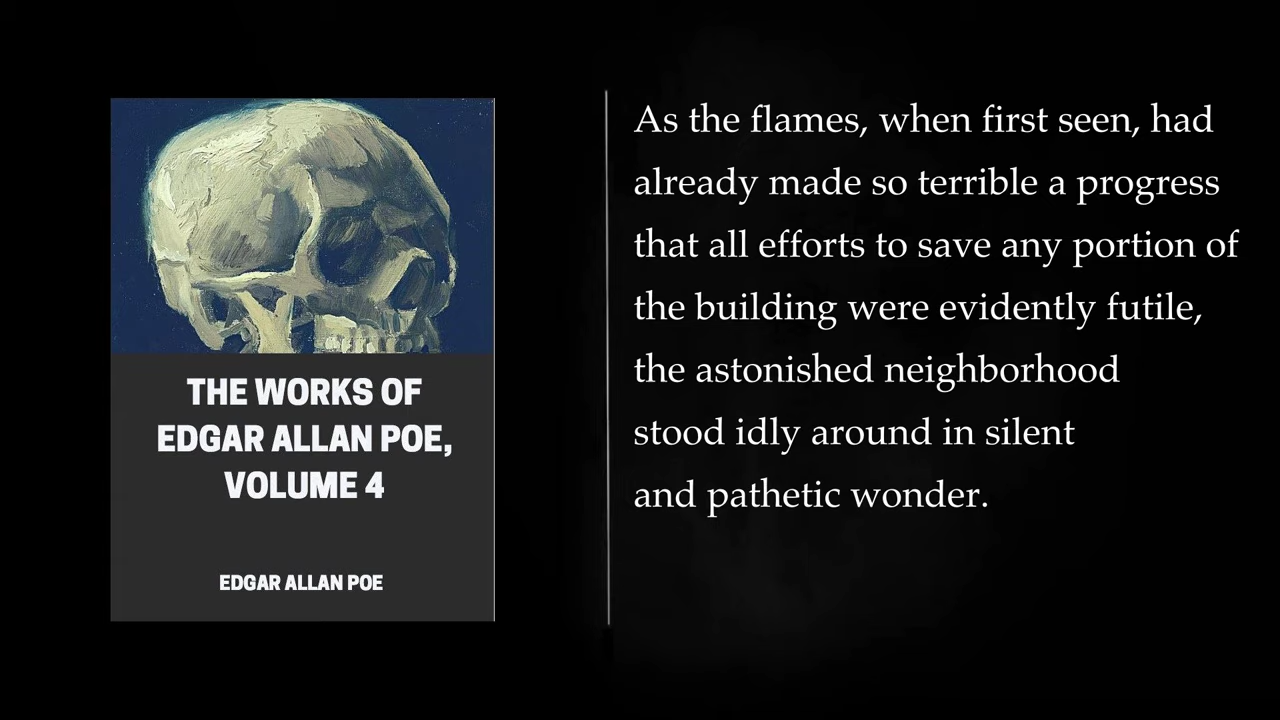 THE WORKS OF
EDGAR ALLAN POE,
VOLUME 4
EDGAR ALLAN POE
As the flames, when first seen, had
already made so terrible a progress
that all efforts to save any portion of
the building were evidently futile,
the astonished neighborhood
stood idly around in silent
and pathetic wonder.